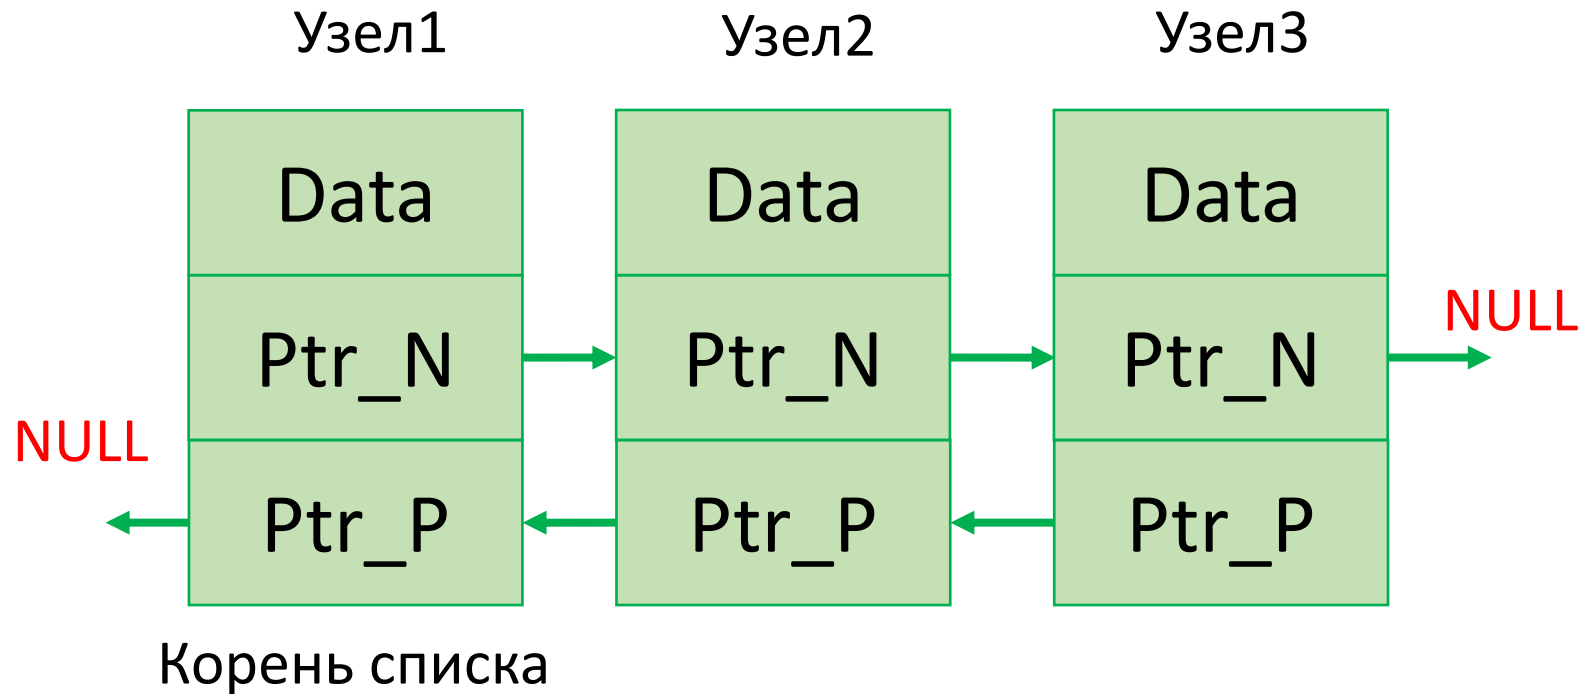 Узел1
Узел2
Узел3
Data
Data
Data
Ptr_N
Ptr_N
Ptr_N
NULL
NULL
Ptr_P
Ptr_P
Ptr_P
Корень списка